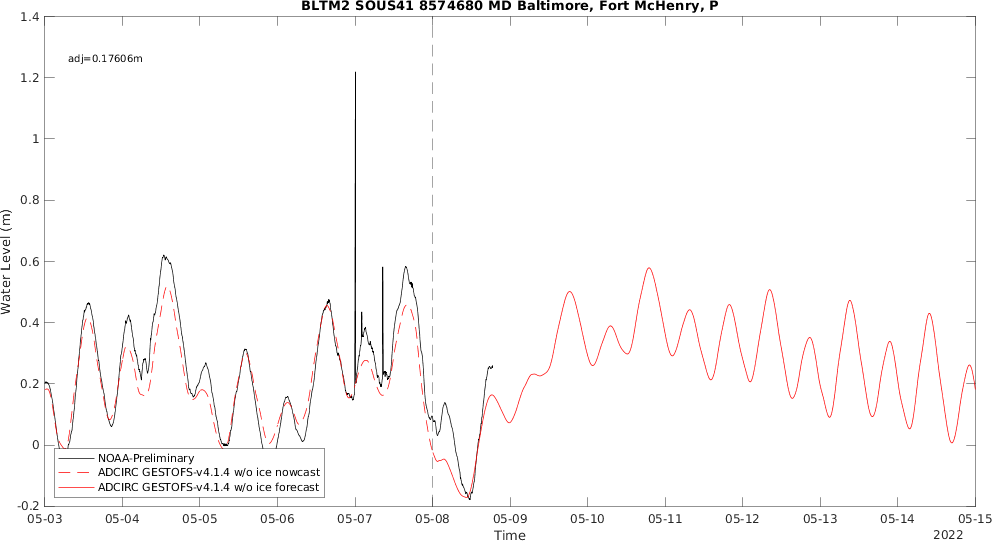 BLTM2 SOUS41 8574680 MD Baltimore, Fort McHenry, P
1.4
adj=0.17606m
1.2
1
0.8
0.6
0.4
0.2
0
-0.2
Water Level (m)
NOAA-Preliminary
ADCIRC GESTOFS-v4.1.4 w/o ice nowcast
ADCIRC GESTOFS-v4.1.4 w/o ice forecast
05-03 05-04 05-05 05-06 05-07 05-08 05-09 05-10 05-11 05-12 05-13 05-14 05-15
Time
2022